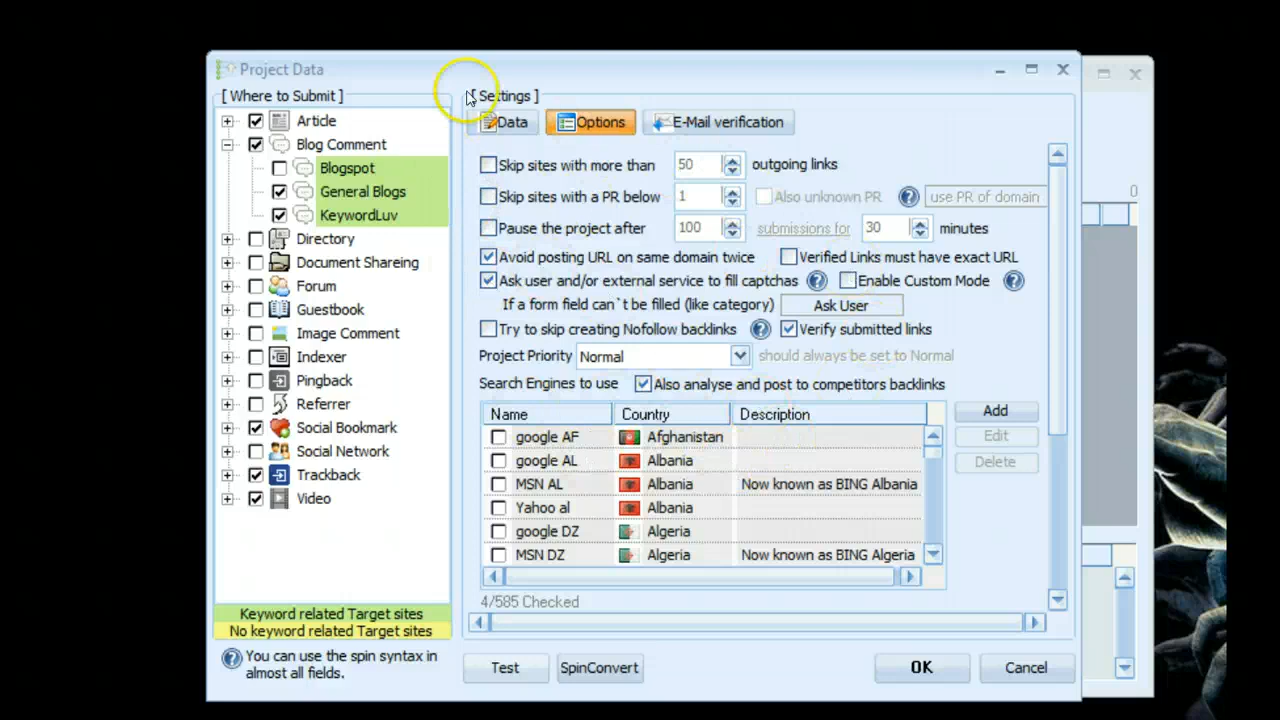 Project Data
[ Where to Submit ]
Article
Blog Comment
Blogspot
General Blogs
KeywordLuv
Directory
Document Shareing
Forum
Guestbook
Image Comment
Indexer
Pingback
Referrer
Social Bookmark
Social Network
Trackback
Video
Keyword related Target sites
No keyword related Target sites
You can use the spin syntax in
almost all fields.
[ Settings ]
Data Options E-Mail verification
Skip sites with more than 50 outgoing links
Skip sites with a PR below 1 Also unknown PR use PR of domain
Pause the project after 100 submissions for 30 minutes
Avoid posting URL on same domain twice Verified Links must have exact URL
Ask user and/or external service to fill captchas Enable Custom Mode
If a form field can`t be filled (like category) Ask User
Try to skip creating Nofollow backlinks Verify submitted links
Project Priority Normal should always be set to Normal
Search Engines to use Also analyse and post to competitors backlinks
Name Country Description
google AF Afghanistan
google AL Albania
MSN AL Albania Now known as BING Albania
Yahoo al Albania
google DZ Algeria
MSN DZ Algeria Now known as BING Algeria
Add
Edit
Delete
4/585 Checked
Test SpinConvert OK Cancel
0